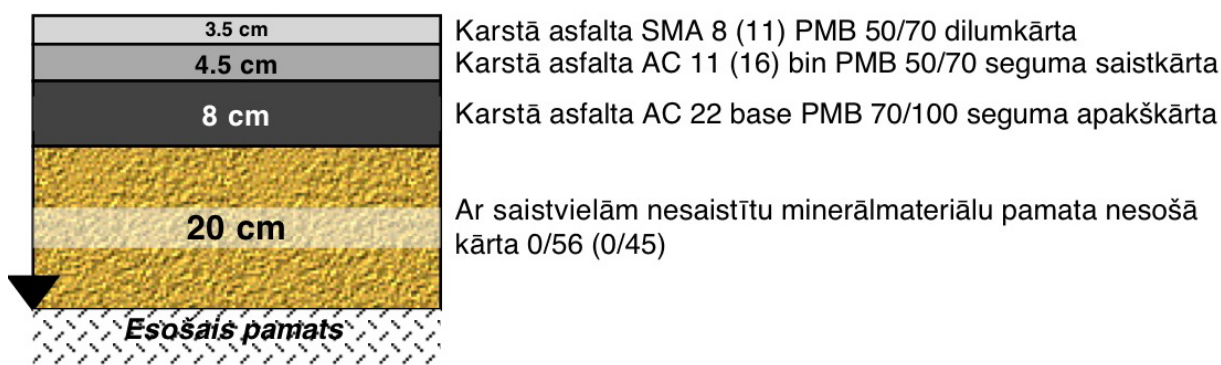 3.5 cm Karstā asfalta SMA 8 (11) PMB 50/70 dilumkārta
4.5 cm Karstā asfalta AC 11 (16) bin PMB 50/70 seguma saistkārta
8 cm Karstā asfalta AC 22 base PMB 70/100 seguma apakškārta
20 cm Ar saistvielām nesaistītu minerālmateriālu pamata nesošā
kārta 0/56 (0/45)
Esošais pamats